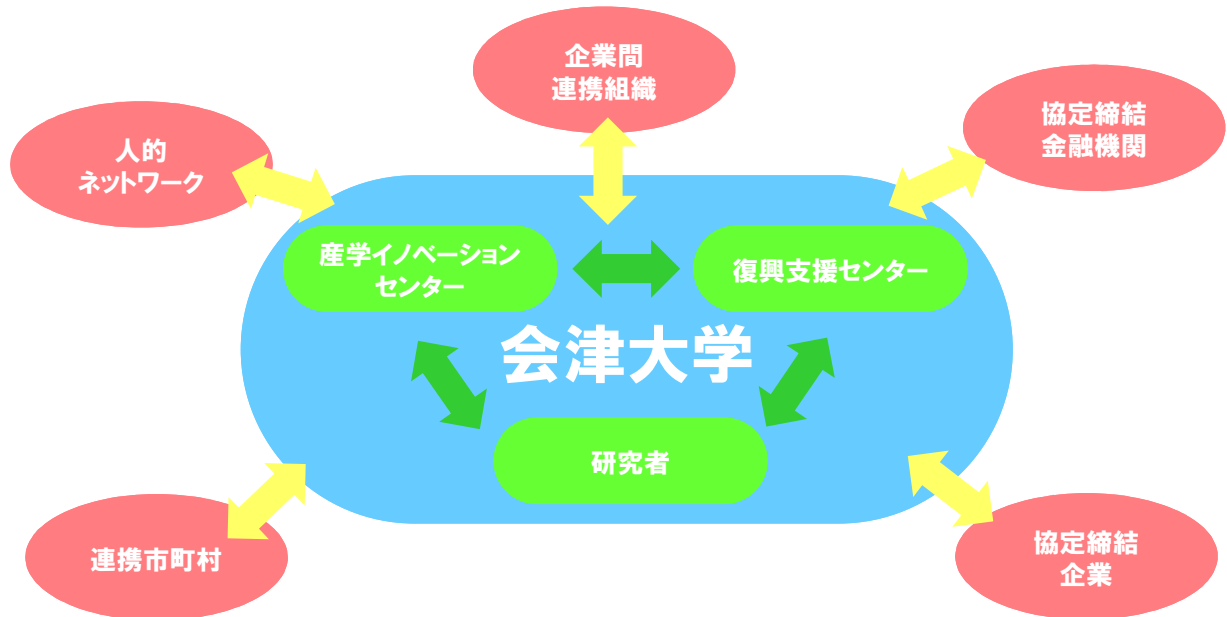 企業間
連携組織
協定締結
金融機関
人的
ネットワーク
産学イノベーション
センター
復興支援センター
会津大学
研究者
連携市町村
協定締結
企業